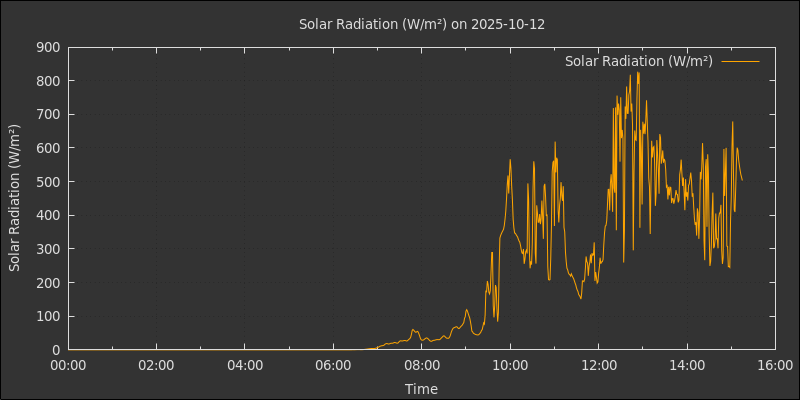 Solar Radiation (W/m²) on 2025-10-12
Solar Radiation (W/m²)
Solar Radiation (W/m²)
900
800
700
600
500
400
300
200
100
0
00:00 02:00 04:00 06:00 08:00 10:00 12:00 14:00 16:00
Time